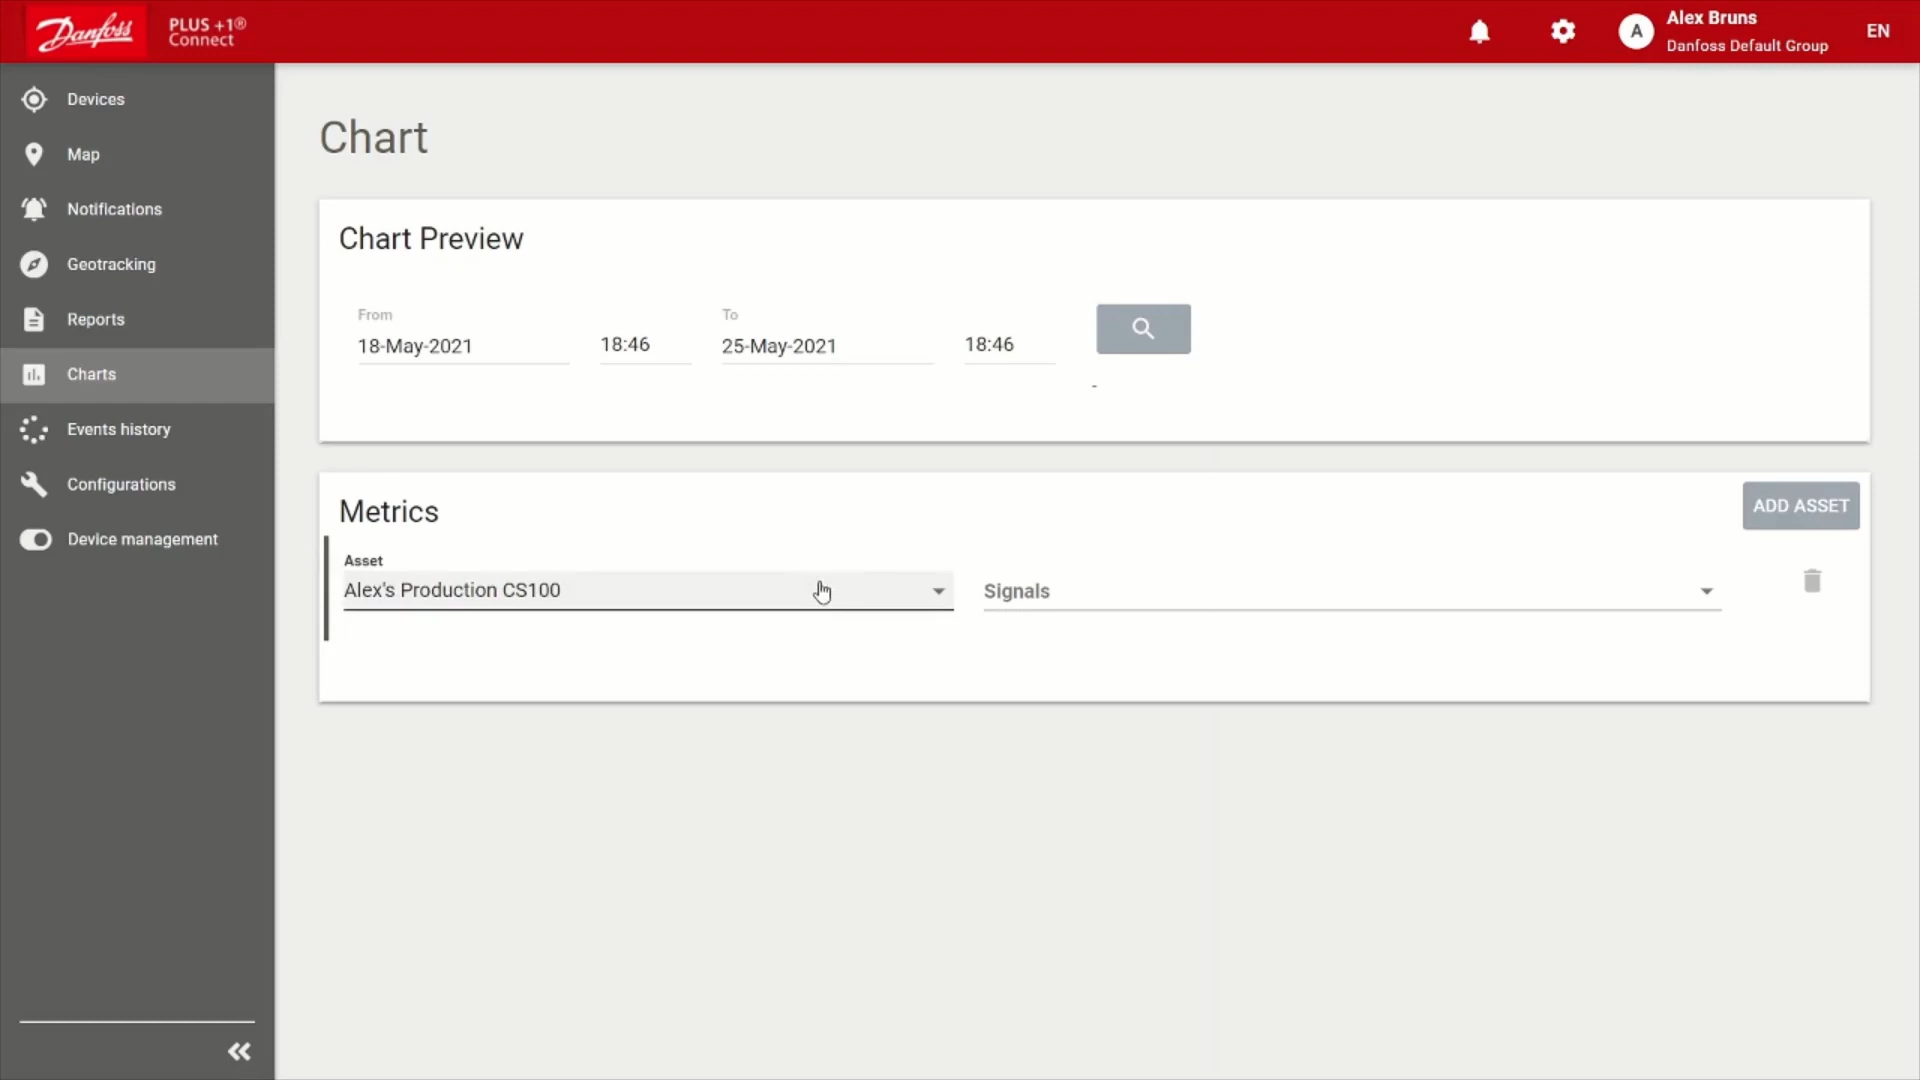 Danfoss
PLUS +1®
Connect
Alex Bruns
A
Danfoss Default Group
EN
Devices
Map
Notifications
Geotracking
Reports
Charts
Events history
Configurations
Device management
Chart
Chart Preview
From
18-May-2021
18:46
To
25-May-2021
18:46
-
Metrics
ADD ASSET
Asset
Alex's Production CS100
Signals